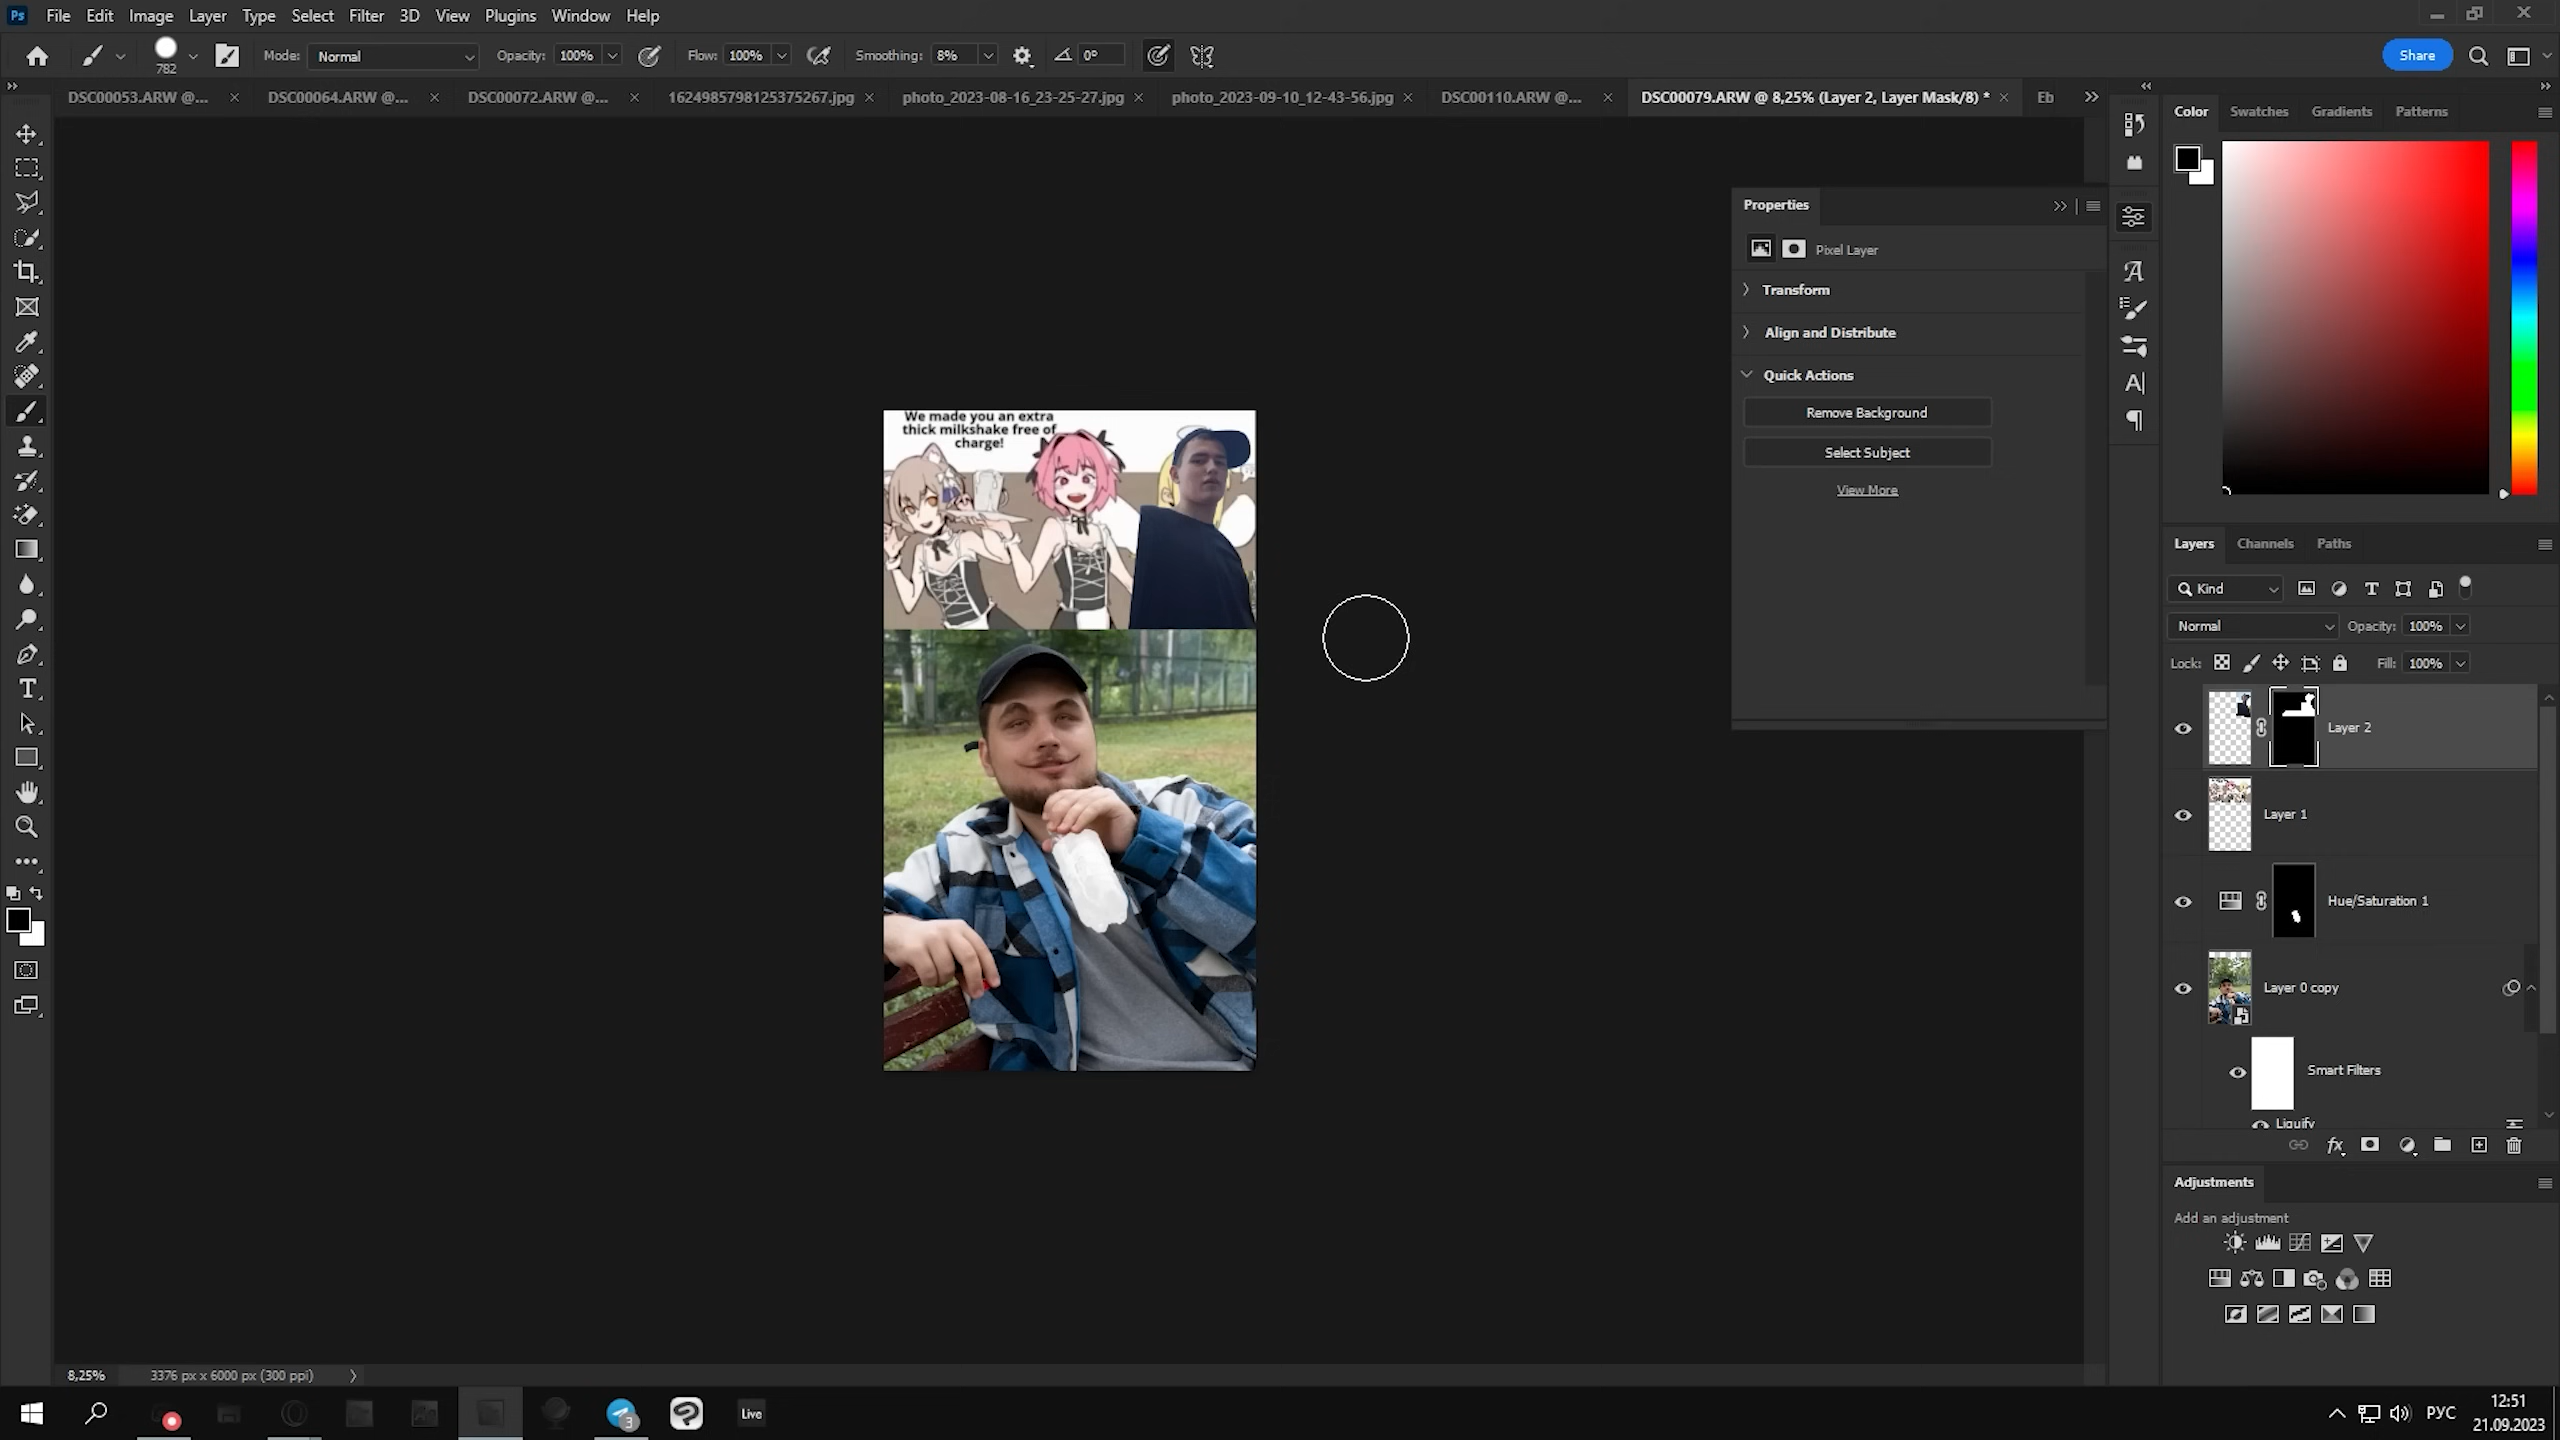 Ps File Edit Image Layer Type Select Filter 3D View Plugins Window Help
782 Mode: Normal Opacity: 100% Flow: 100% Smoothing: 8% 0° Share
DSC00053.ARW @... DSC00064.ARW @... DSC00072.ARW @... 1624985798125375267.jpg photo_2023-08-16_23-25-27.jpg photo_2023-09-10_12-43-56.jpg DSC00110.ARW @... DSC00079.ARW @ 8,25% (Layer 2, Layer Mask/8) * Eb
Color Swatches Gradients Patterns
Properties
Pixel Layer
Transform
Align and Distribute
Quick Actions
Remove Background
Select Subject
View More
We made you an extra
thick milkshake free of
charge!
Layers Channels Paths
Kind
Normal Opacity: 100%
Lock: Fill: 100%
Layer 2
Layer 1
Hue/Saturation 1
Layer 0 copy
Smart Filters
Liquify
Adjustments
Add an adjustment
8,25% 3376 px x 6000 px (300 ppi)
3 Live РУС 12:51
21.09.2023